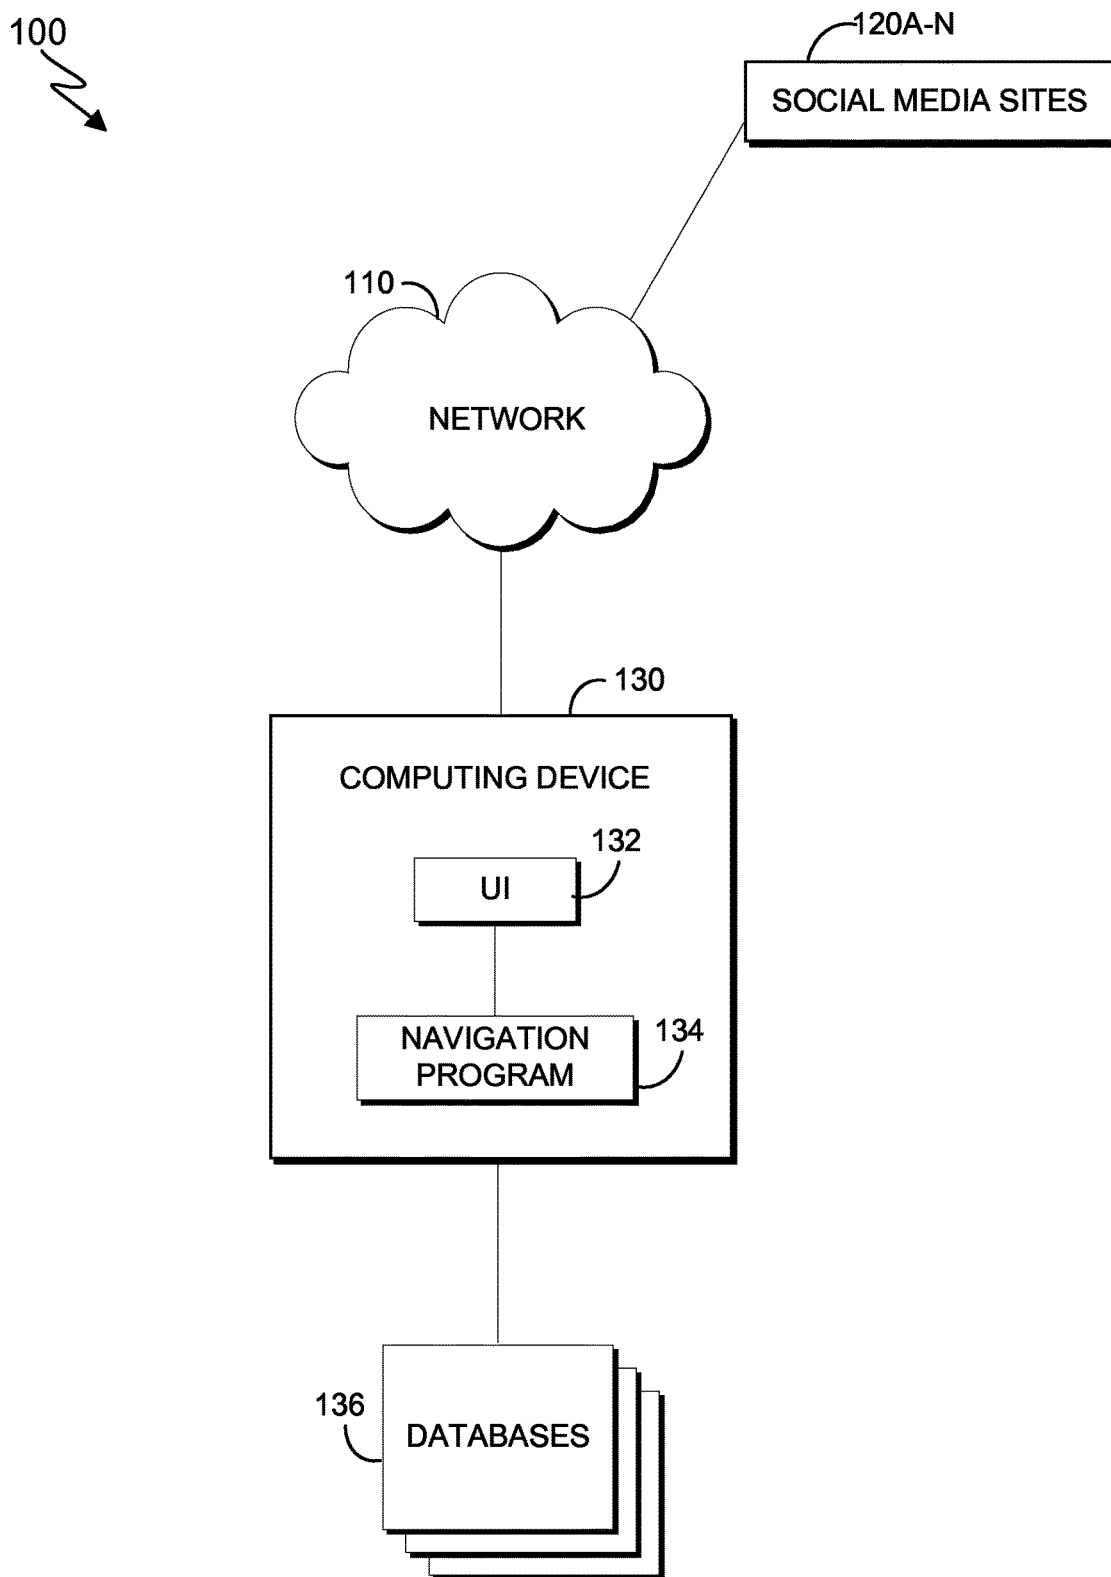 100
120A-N
SOCIAL MEDIA SITES
110
NETWORK
130
COMPUTING DEVICE
132
UI
NAVIGATION
PROGRAM
134
136
DATABASES